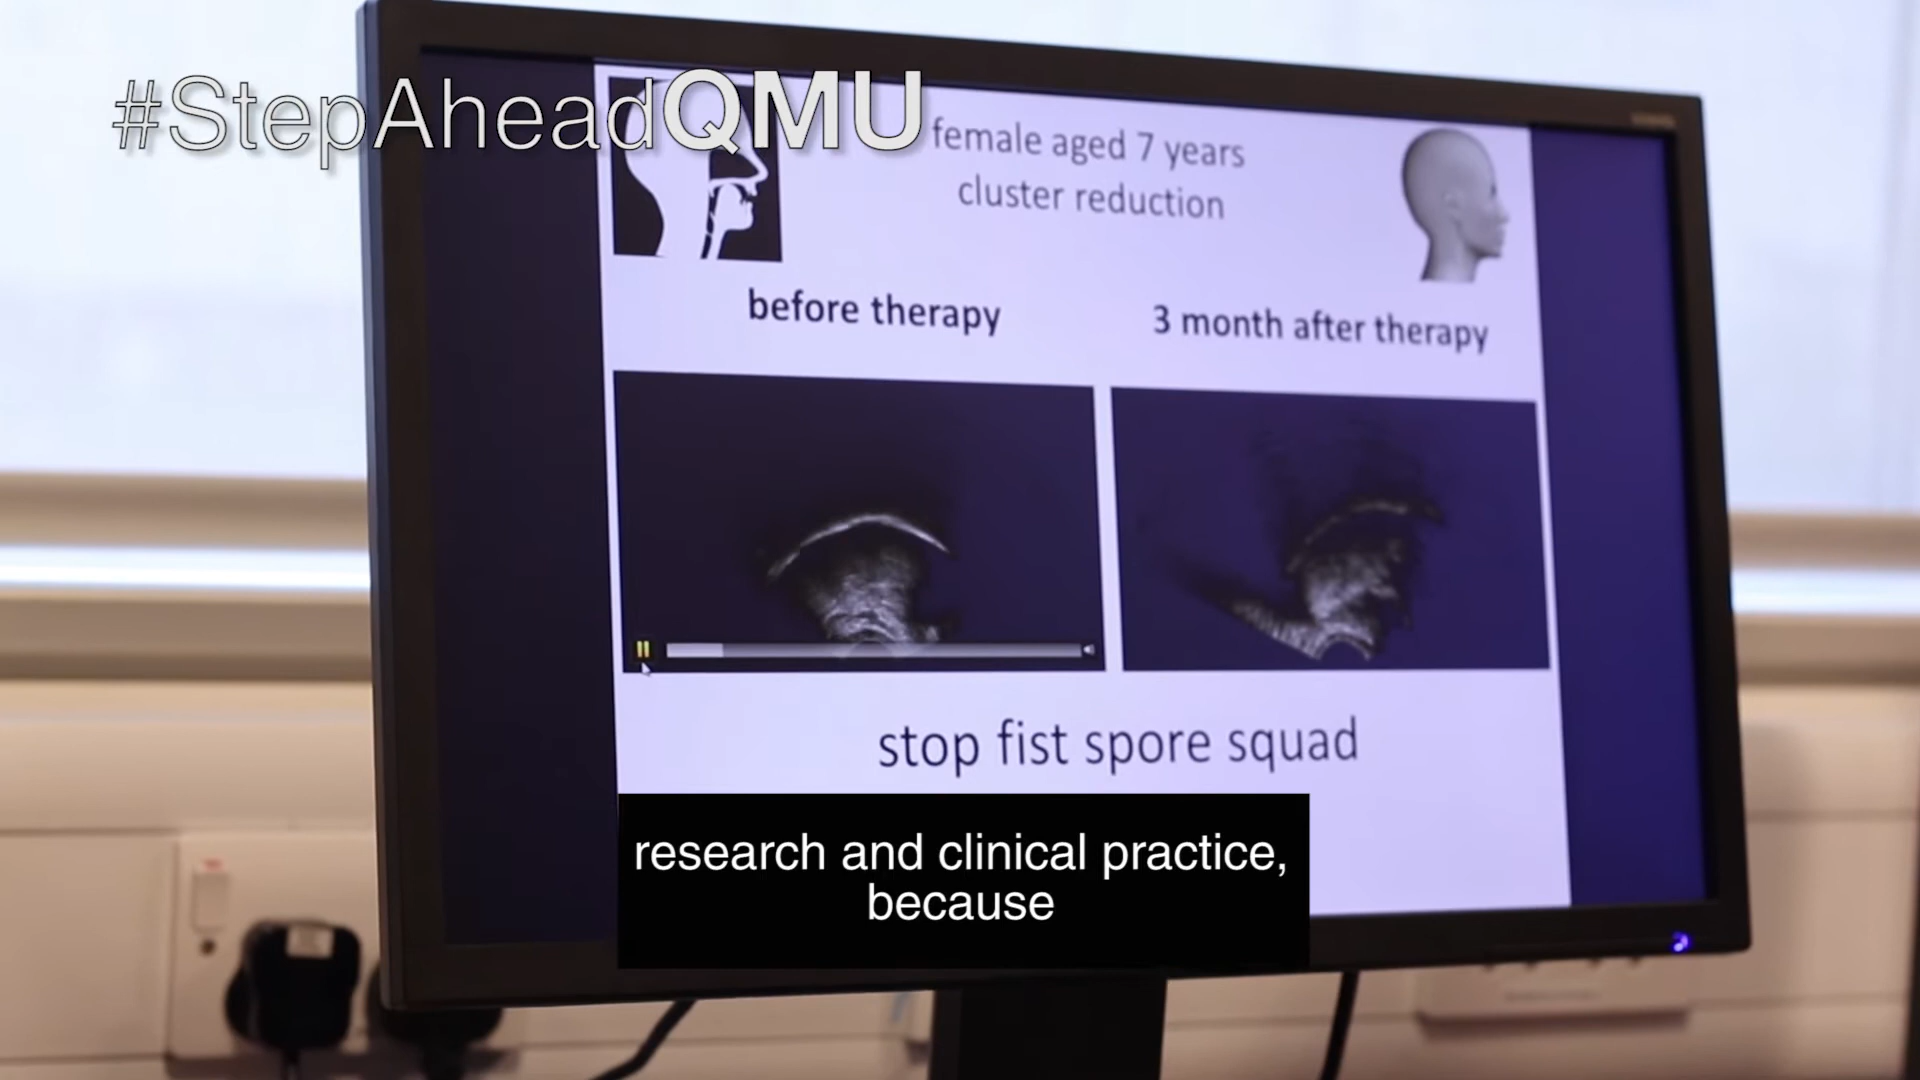 #StepAheadQMU
female aged 7 years
cluster reduction
before therapy
3 month after therapy
stop fist spore squad
research and clinical practice,
because